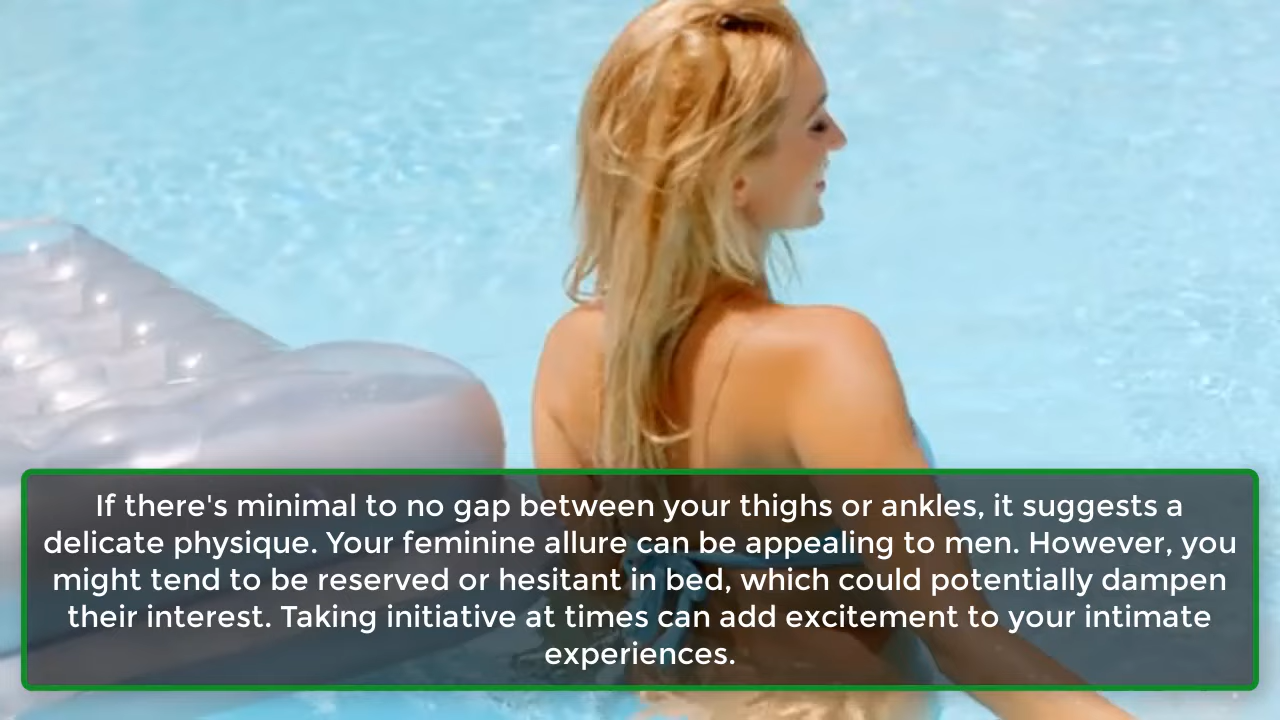 If there's minimal to no gap between your thighs or ankles, it suggests a
delicate physique. Your feminine allure can be appealing to men. However, you
might tend to be reserved or hesitant in bed, which could potentially dampen
their interest. Taking initiative at times can add excitement to your intimate
experiences.